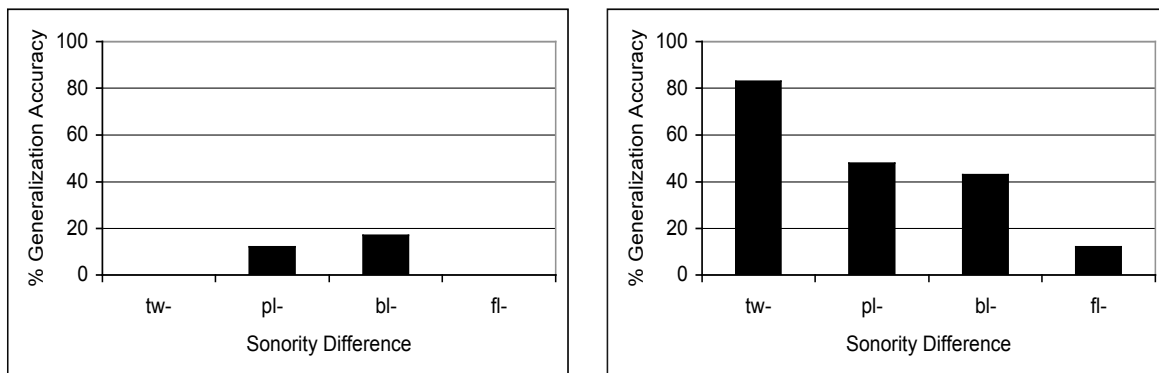 % Generalization Accuracy
100
80
60
40
20
0
tw- pl- bl- fl-
Sonority Difference
% Generalization Accuracy
100
80
60
40
20
0
tw- pl- bl- fl-
Sonority Difference